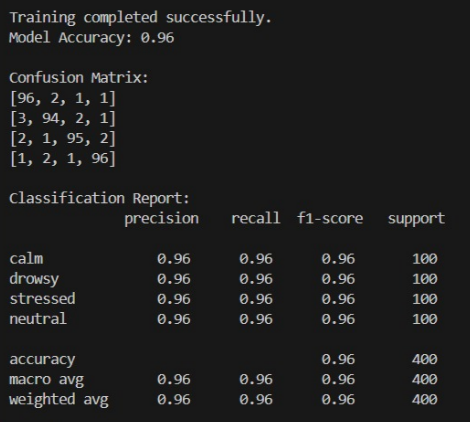 Training completed successfully.
Model Accuracy: 0.96
Confusion Matrix:
[96, 2, 1, 1]
[3, 94, 2, 1]
[2, 1, 95, 2]
[1, 2, 1, 96]
Classification Report:
precision recall f1-score support
calm 0.96 0.96 0.96 100
drowsy 0.96 0.96 0.96 100
stressed 0.96 0.96 0.96 100
neutral 0.96 0.96 0.96 100
accuracy 0.96 400
macro avg 0.96 0.96 0.96 400
weighted avg 0.96 0.96 0.96 400